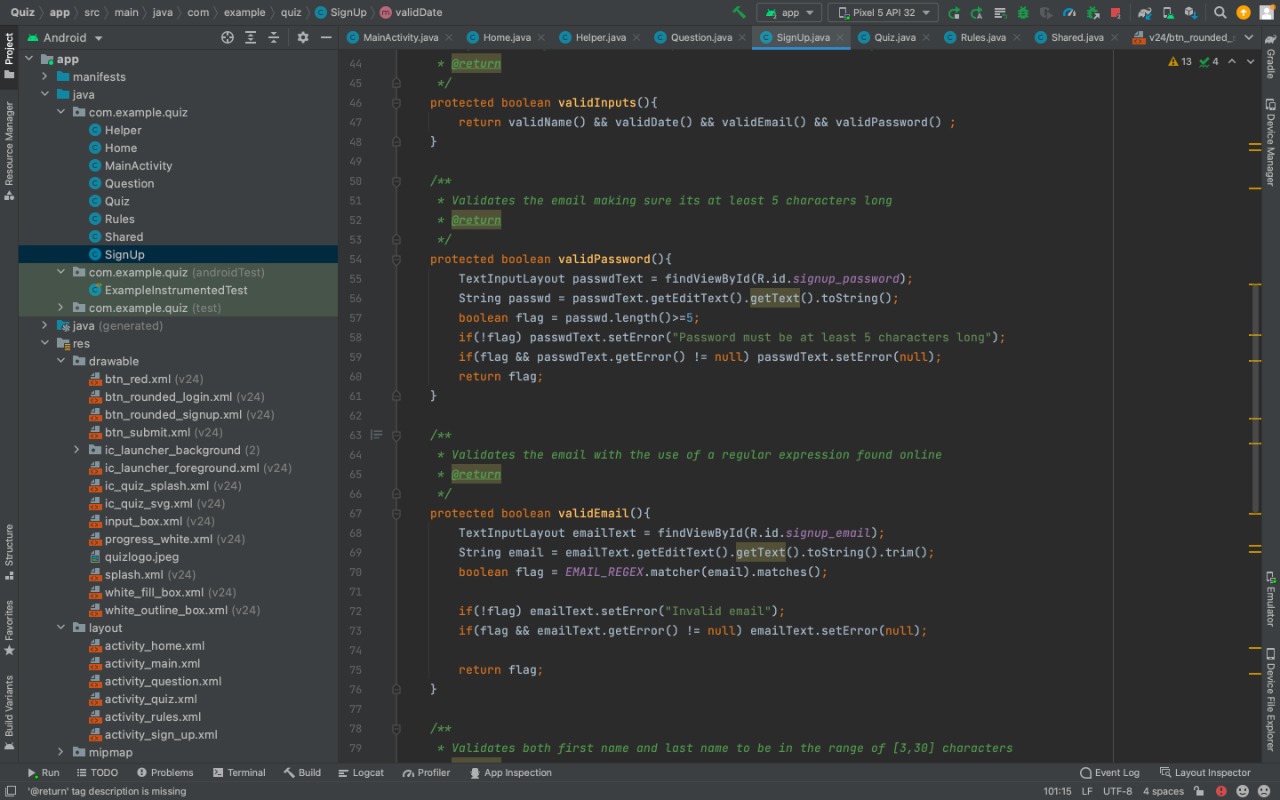 Quiz app src main java com example quiz SignUp validDate app Pixel 5 API 32
Android MainActivity.java Home.java Helper.java Question.java SignUp.java Quiz.java Rules.java Shared.java v24/btn_rounded_
Project
Resource Manager
Structure
Favorites
Build Variants
app
manifests
java
com.example.quiz
Helper
Home
MainActivity
Question
Quiz
Rules
Shared
SignUp
com.example.quiz (androidTest)
ExampleInstrumentedTest
com.example.quiz (test)
java (generated)
res
drawable
btn_red.xml (v24)
btn_rounded_login.xml (v24)
btn_rounded_signup.xml (v24)
btn_submit.xml (v24)
ic_launcher_background (2)
ic_launcher_foreground.xml (v24)
ic_quiz_splash.xml (v24)
ic_quiz_svg.xml (v24)
input_box.xml (v24)
progress_white.xml (v24)
quizlogo.jpeg
splash.xml (v24)
white_fill_box.xml (v24)
white_outline_box.xml (v24)
layout
activity_home.xml
activity_main.xml
activity_question.xml
activity_quiz.xml
activity_rules.xml
activity_sign_up.xml
mipmap
13 4
44 * @return
45 */
46 protected boolean validInputs(){
47 return validName() && validDate() && validEmail() && validPassword() ;
48 }
49
50 /**
51 * Validates the email making sure its at least 5 characters long
52 * @return
53 */
54 protected boolean validPassword(){
55 TextInputLayout passwdText = findViewById(R.id.signup_password);
56 String passwd = passwdText.getEditText().getText().toString();
57 boolean flag = passwd.length()>=5;
58 if(!flag) passwdText.setError("Password must be at least 5 characters long");
59 if(flag && passwdText.getError() != null) passwdText.setError(null);
60 return flag;
61 }
62
63 /**
64 * Validates the email with the use of a regular expression found online
65 * @return
66 */
67 protected boolean validEmail(){
68 TextInputLayout emailText = findViewById(R.id.signup_email);
69 String email = emailText.getEditText().getText().toString().trim();
70 boolean flag = EMAIL_REGEX.matcher(email).matches();
71
72 if(!flag) emailText.setError("Invalid email");
73 if(flag && emailText.getError() != null) emailText.setError(null);
74
75 return flag;
76 }
77
78 /**
79 * Validates both first name and last name to be in the range of [3,30] characters
Gradle
Device Manager
Emulator
Device File Explorer
Run TODO Problems Terminal Build Logcat Profiler App Inspection Event Log Layout Inspector
'@return' tag description is missing 101:15 LF UTF-8 4 spaces